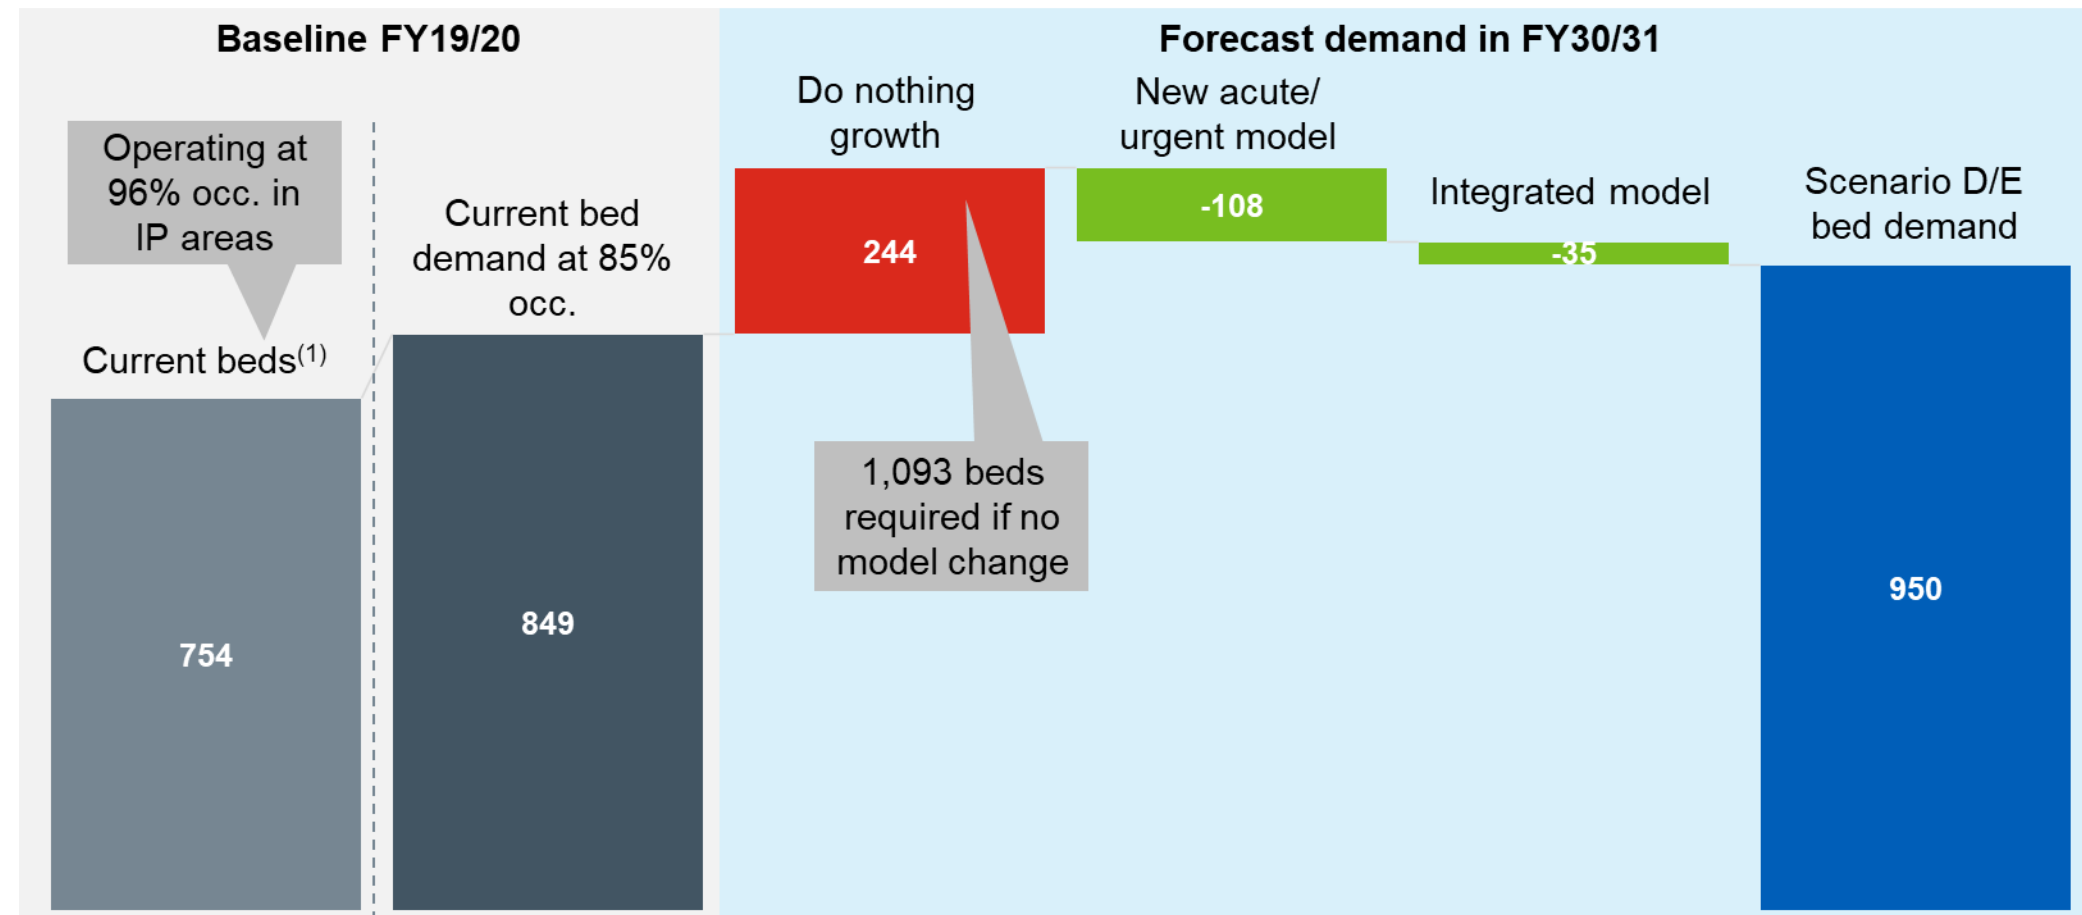 Baseline FY19/20
Operating at
96% occ. in
IP areas
Current beds(1)
754
Current bed
demand at 85%
occ.
849
Forecast demand in FY30/31
Do nothing
growth
244
1,093 beds
required if no
model change
New acute/
urgent model
-108
Integrated model
-35
Scenario D/E
bed demand
950